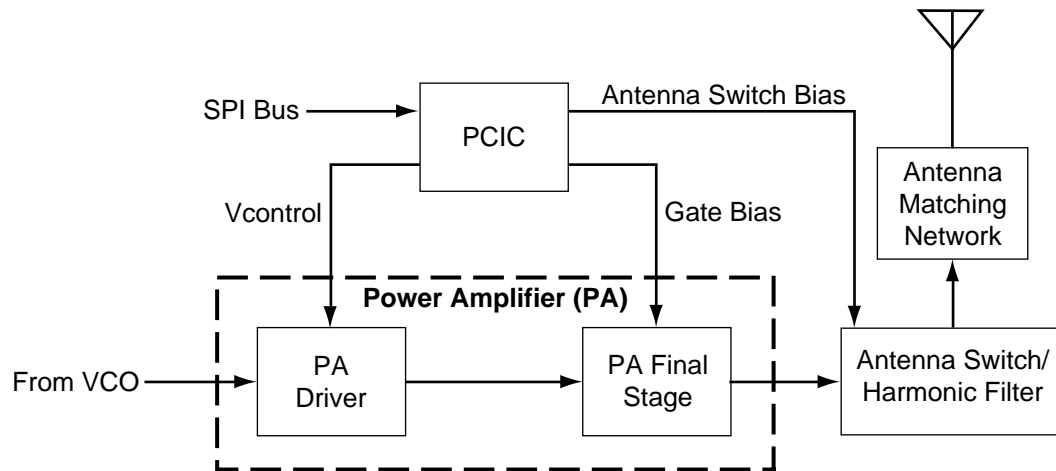 SPI Bus
PCIC
Antenna Switch Bias
Vcontrol
Gate Bias
Antenna
Matching
Network
Power Amplifier (PA)
From VCO
PA
Driver
PA Final
Stage
Antenna Switch/
Harmonic Filter